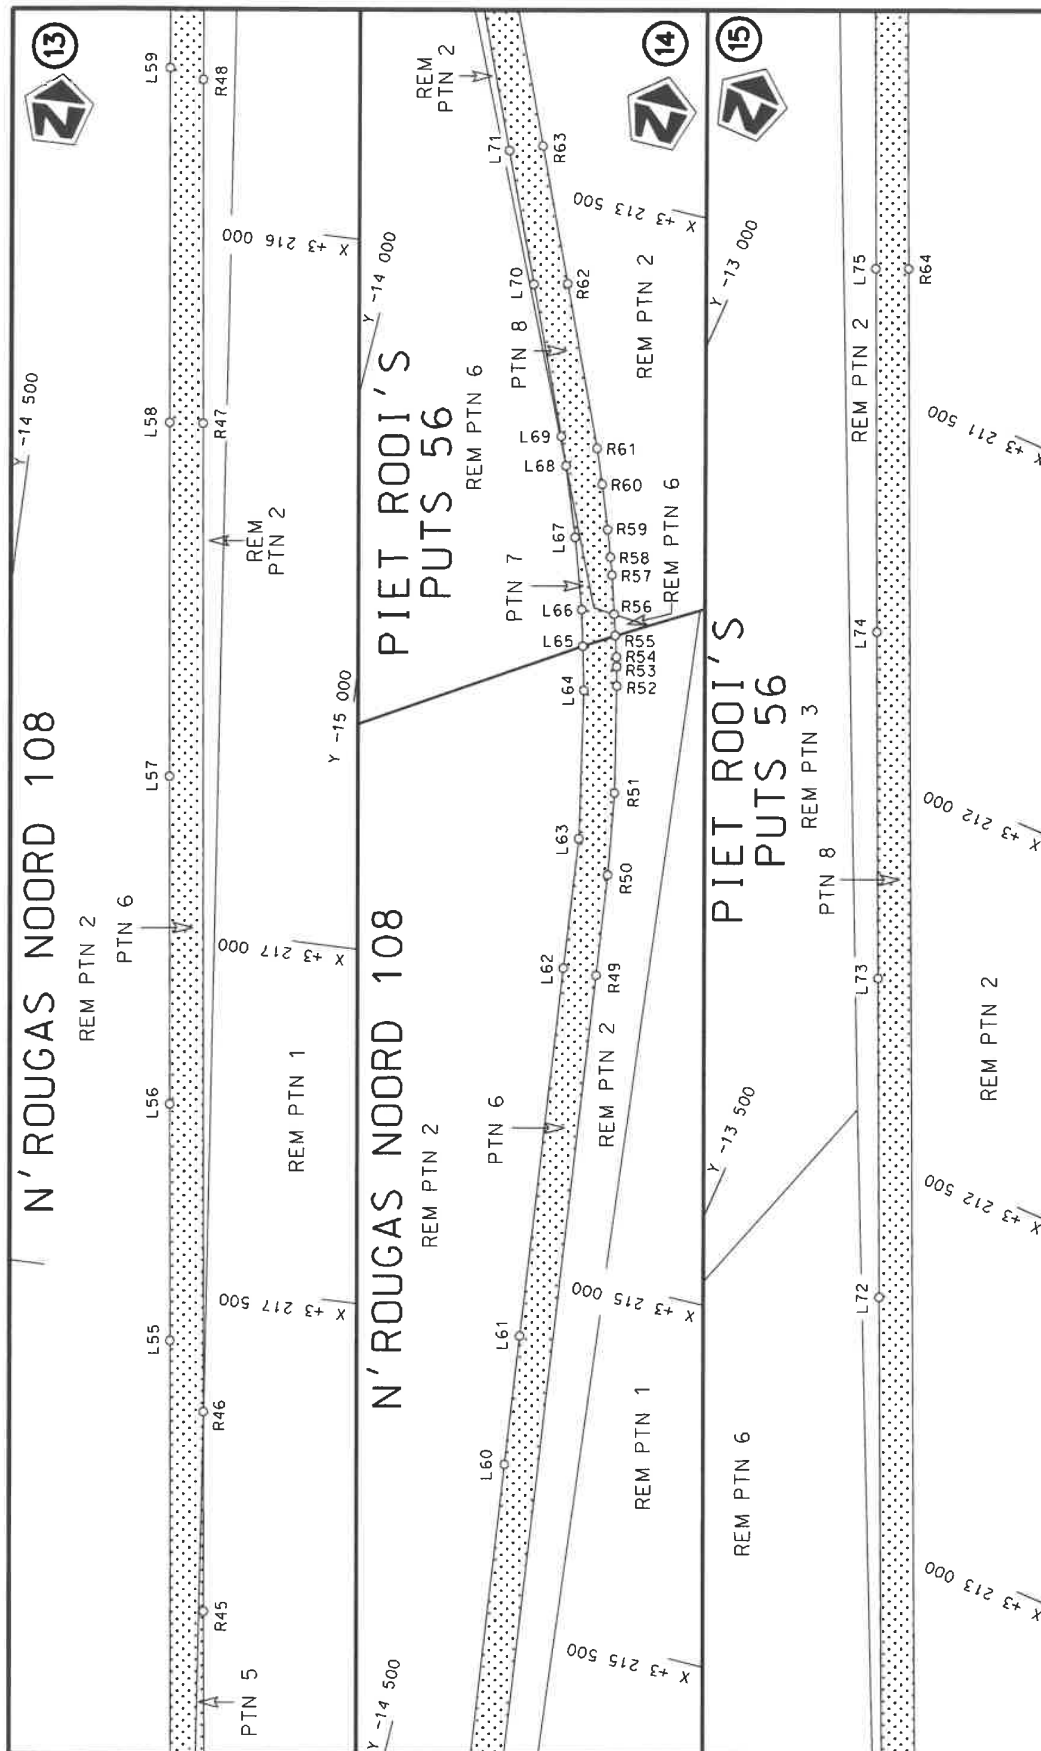 13
N
N'ROUGAS NOORD 108
REM PTN 2
PTN 6
L55
L56
L57
L58
L59
Y -14 500
PTN 5
R45
R46
R47
R48
REM
PTN 2
REM PTN 1
X +3 217 500
X +3 217 000
X +3 216 000
14
N
N'ROUGAS NOORD 108
REM PTN 2
PTN 6
Y -14 500
Y -15 000
Y -14 000
PIET ROOI'S
PUTS 56
REM PTN 6
PTN 7
PTN 8
REM
PTN 2
L60
L61
L62
L63
L64
L65
L66
L67
L68
L69
L70
L71
R49
R50
R51
R52
R53
R54
R55
R56
R57
R58
R59
R60
R61
R62
R63
REM PTN 2
REM PTN 6
REM PTN 2
REM PTN 1
X +3 215 500
X +3 215 000
X +3 213 500
15
N
REM PTN 6
Y -13 500
Y -13 000
PIET ROOI'S
PUTS 56
REM PTN 3
PTN 8
REM PTN 2
L72
L73
L74
L75
R64
REM PTN 2
X +3 213 000
X +3 212 500
X +3 212 000
X +3 211 500